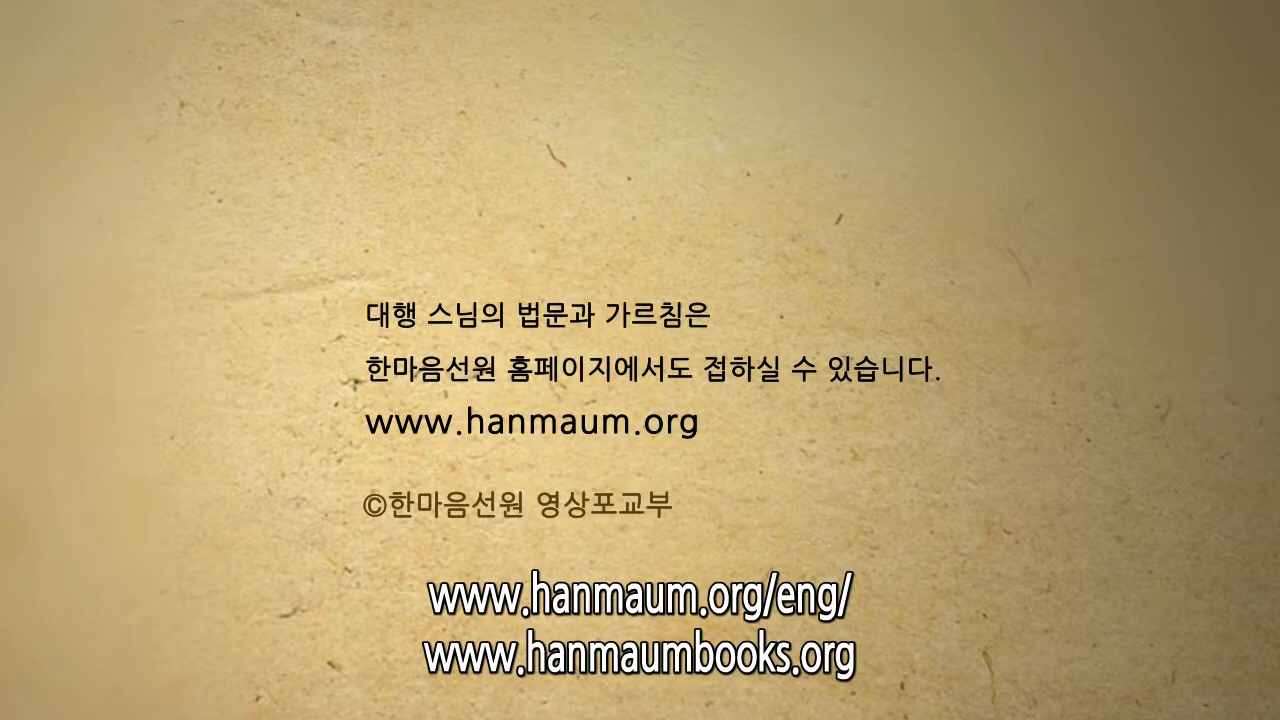 대행 스님의 법문과 가르침은
한마음선원 홈페이지에서도 접하실 수 있습니다.
www.hanmaum.org
©한마음선원 영상포교부
www.hanmaum.org/eng/
www.hanmaumbooks.org